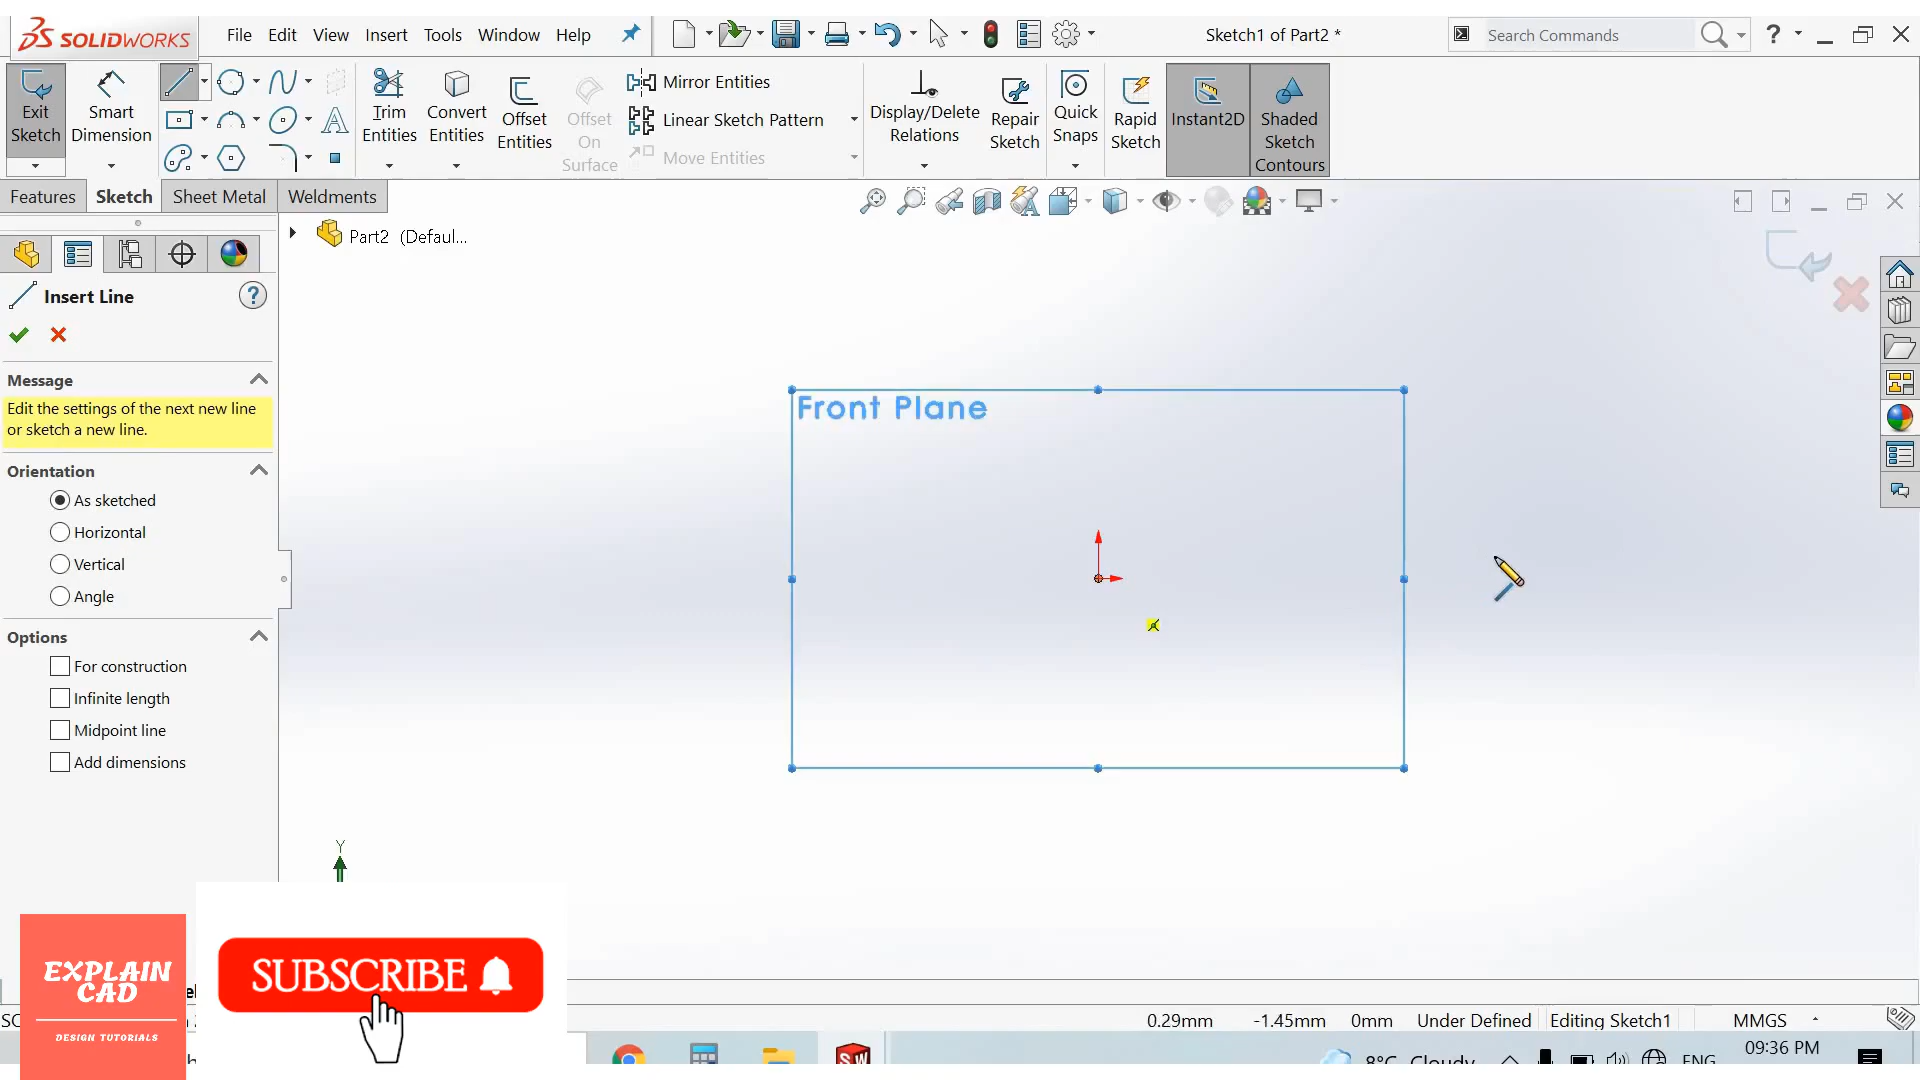 SOLIDWORKS
File Edit View Insert Tools Window Help
Sketch1 of Part2 *
Search Commands
?
Exit Sketch
Smart Dimension
Trim Entities
Convert Entities
Offset Entities
Offset On Surface
Mirror Entities
Linear Sketch Pattern
Move Entities
Display/Delete Relations
Repair Sketch
Quick Snaps
Rapid Sketch
Instant2D
Shaded Sketch Contours
Features Sketch Sheet Metal Weldments
Part2 (Defaul...
Insert Line
?
Message
Edit the settings of the next new line
or sketch a new line.
Orientation
As sketched
Horizontal
Vertical
Angle
Options
For construction
Infinite length
Midpoint line
Add dimensions
Front Plane
Y
EXPLAIN
CAD
DESIGN TUTORIALS
SUBSCRIBE
0.29mm -1.45mm 0mm Under Defined Editing Sketch1 MMGS
SW
8°C Cloudy
ENG
09:36 PM